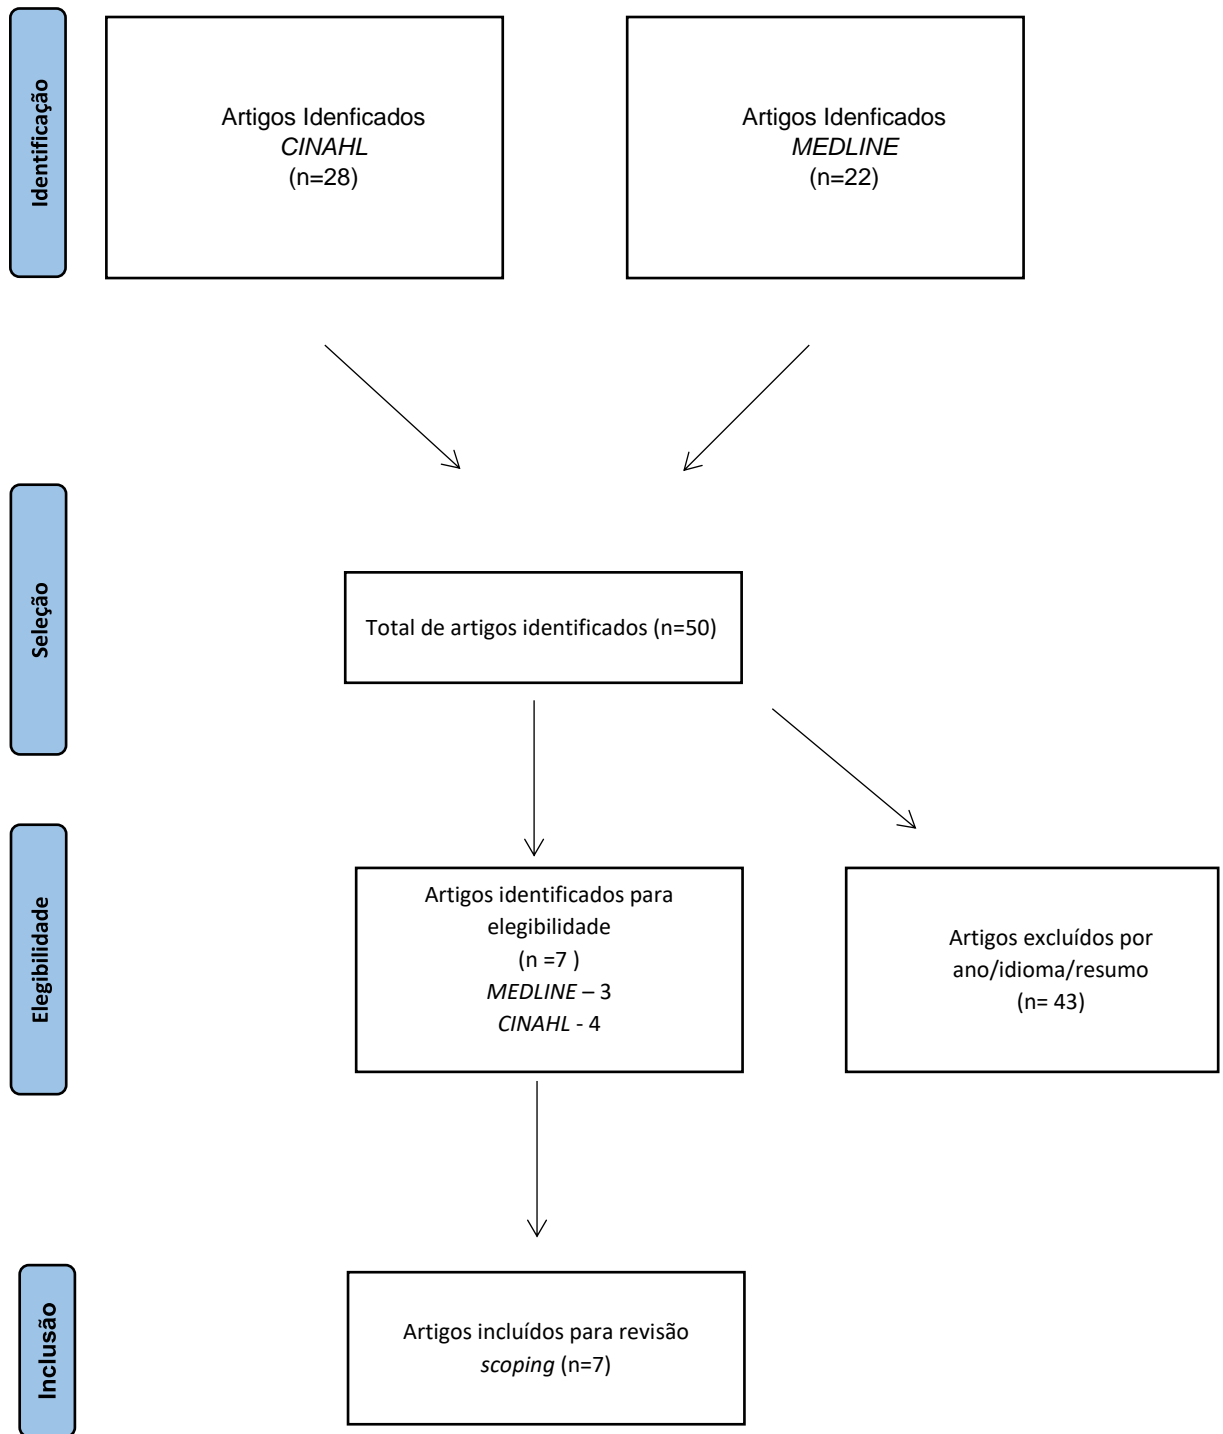 Identificação
Artigos Idenficados
CINAHL
(n=28)
Artigos Idenficados
MEDLINE
(n=22)
Seleção
Total de artigos identificados (n=50)
Elegibilidade
Artigos identificados para
elegibilidade
(n =7 )
MEDLINE – 3
CINAHL - 4
Artigos excluídos por
ano/idioma/resumo
(n= 43)
Inclusão
Artigos incluídos para revisão
scoping (n=7)